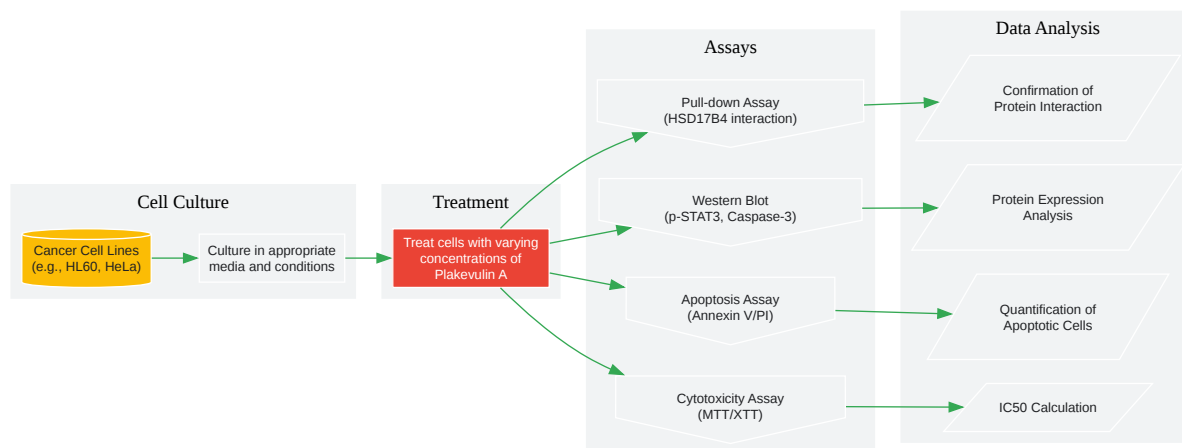 Cell Culture
Cancer Cell Lines
(e.g., HL60, HeLa)
Culture in appropriate
media and conditions
Treatment
Treat cells with varying
concentrations of
Plakevulin A
Assays
Pull-down Assay
(HSD17B4 interaction)
Western Blot
(p-STAT3, Caspase-3)
Apoptosis Assay
(Annexin V/PI)
Cytotoxicity Assay
(MTT/XTT)
Data Analysis
Confirmation of
Protein Interaction
Protein Expression
Analysis
Quantification of
Apoptotic Cells
IC50 Calculation